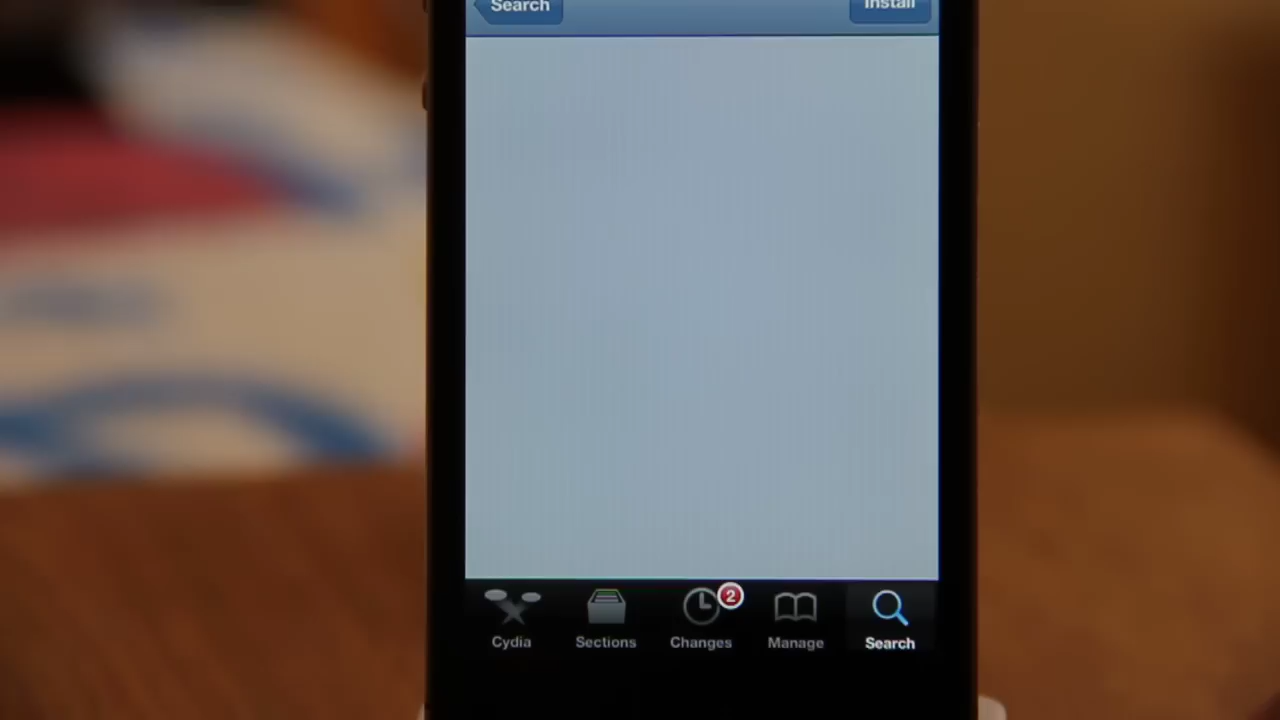 Search
Install
2
Cydia
Sections
Changes
Manage
Search